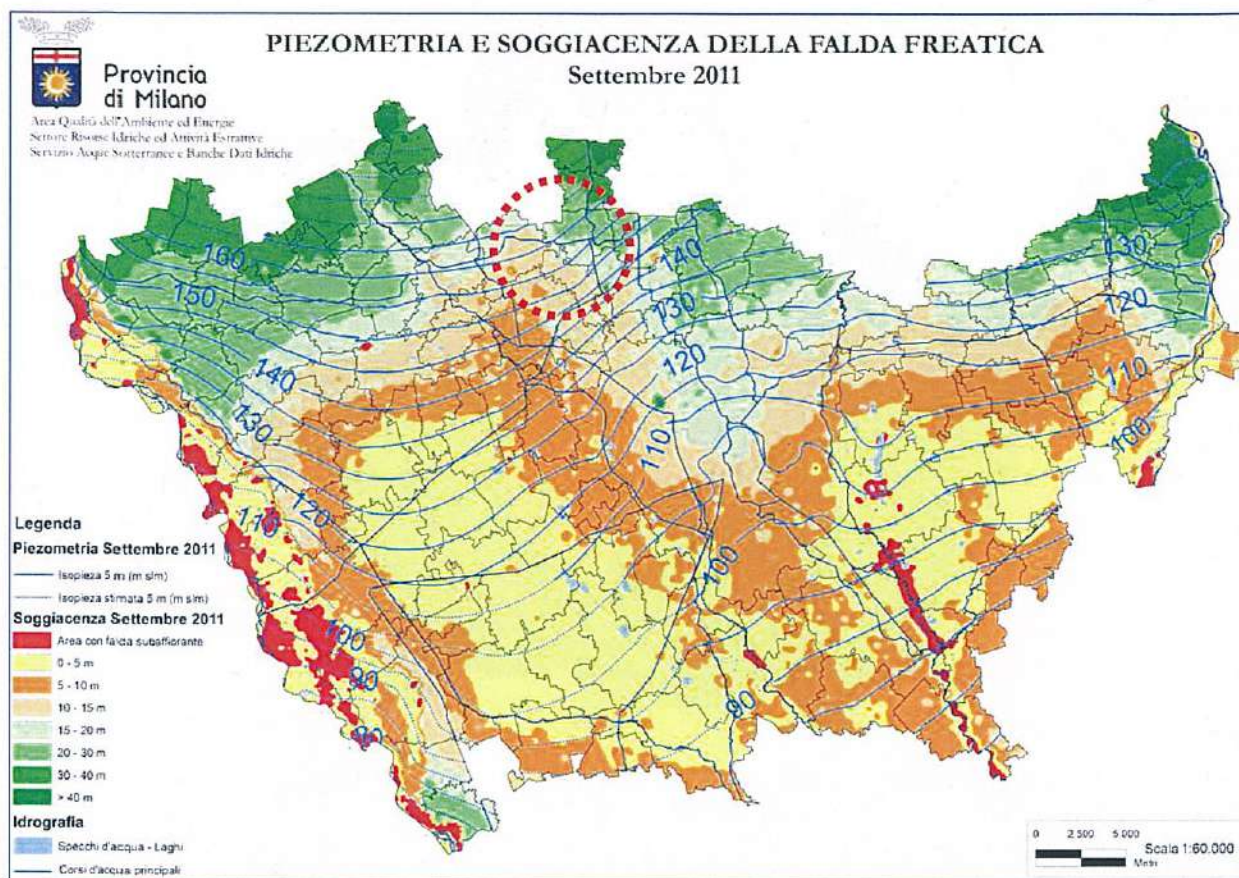 PIEZOMETRIA E SOGGIACENZA DELLA FALDA FREATICA
Settembre 2011
Provincia
di Milano
Area Qualità dell'Ambiente ed Energie
Settore Risorse Idriche ed Attività Estrattive
Servizio Acque Sotterranee e Banche Dati Idriche
160
150
140
130
120
110
140
130
120
110
100
130
120
110
100
100
90
80
90
Legenda
Piezometria Settembre 2011
Isopieza 5 m (m slm)
Isopieza stimata 5 m (m slm)
Soggiacenza Settembre 2011
Area con falda subaffiorante
0 - 5 m
5 - 10 m
10 - 15 m
15 - 20 m
20 - 30 m
30 - 40 m
> 40 m
Idrografia
Specchi d'acqua - Laghi
Corsi d'acqua principali
0 2.500 5.000
Metri
Scala 1:60.000